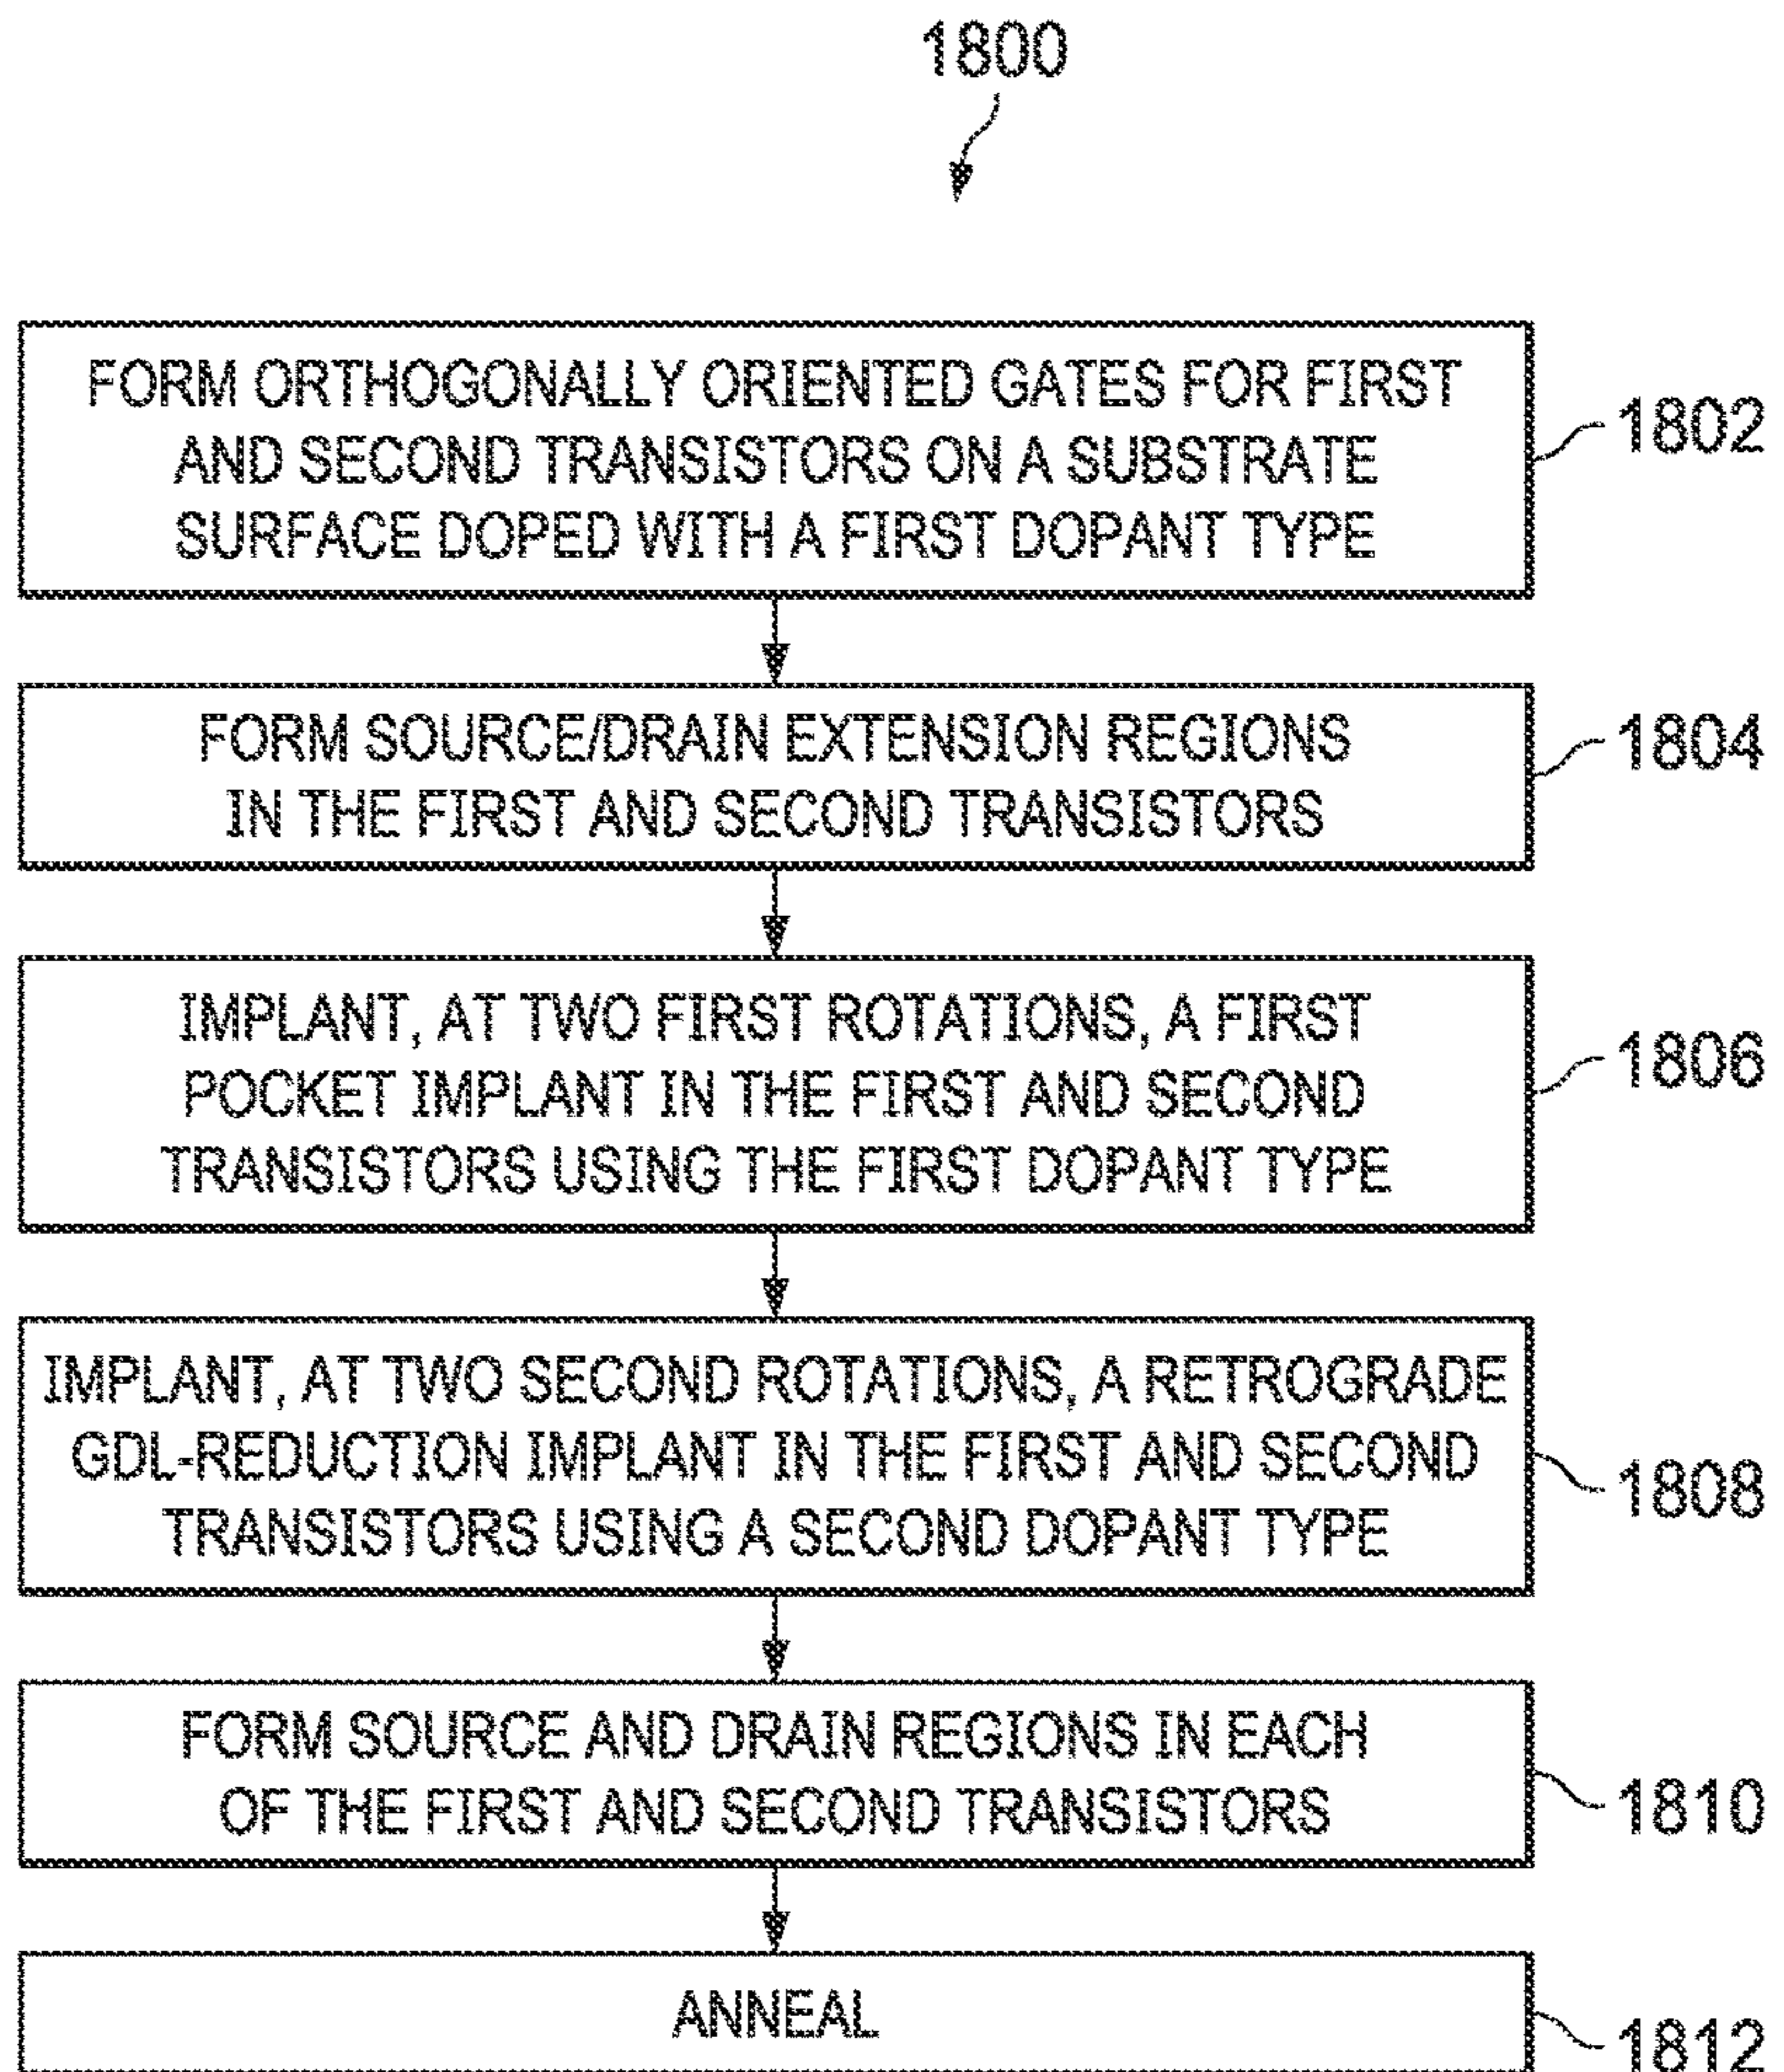 1800
FORM ORTHOGONALLY ORIENTED GATES FOR FIRST
AND SECOND TRANSISTORS ON A SUBSTRATE
SURFACE DOPED WITH A FIRST DOPANT TYPE
1802
FORM SOURCE/DRAIN EXTENSION REGIONS
IN THE FIRST AND SECOND TRANSISTORS
1804
IMPLANT, AT TWO FIRST ROTATIONS, A FIRST
POCKET IMPLANT IN THE FIRST AND SECOND
TRANSISTORS USING THE FIRST DOPANT TYPE
1806
IMPLANT, AT TWO SECOND ROTATIONS, A RETROGRADE
GDL-REDUCTION IMPLANT IN THE FIRST AND SECOND
TRANSISTORS USING A SECOND DOPANT TYPE
1808
FORM SOURCE AND DRAIN REGIONS IN EACH
OF THE FIRST AND SECOND TRANSISTORS
1810
ANNEAL
1812